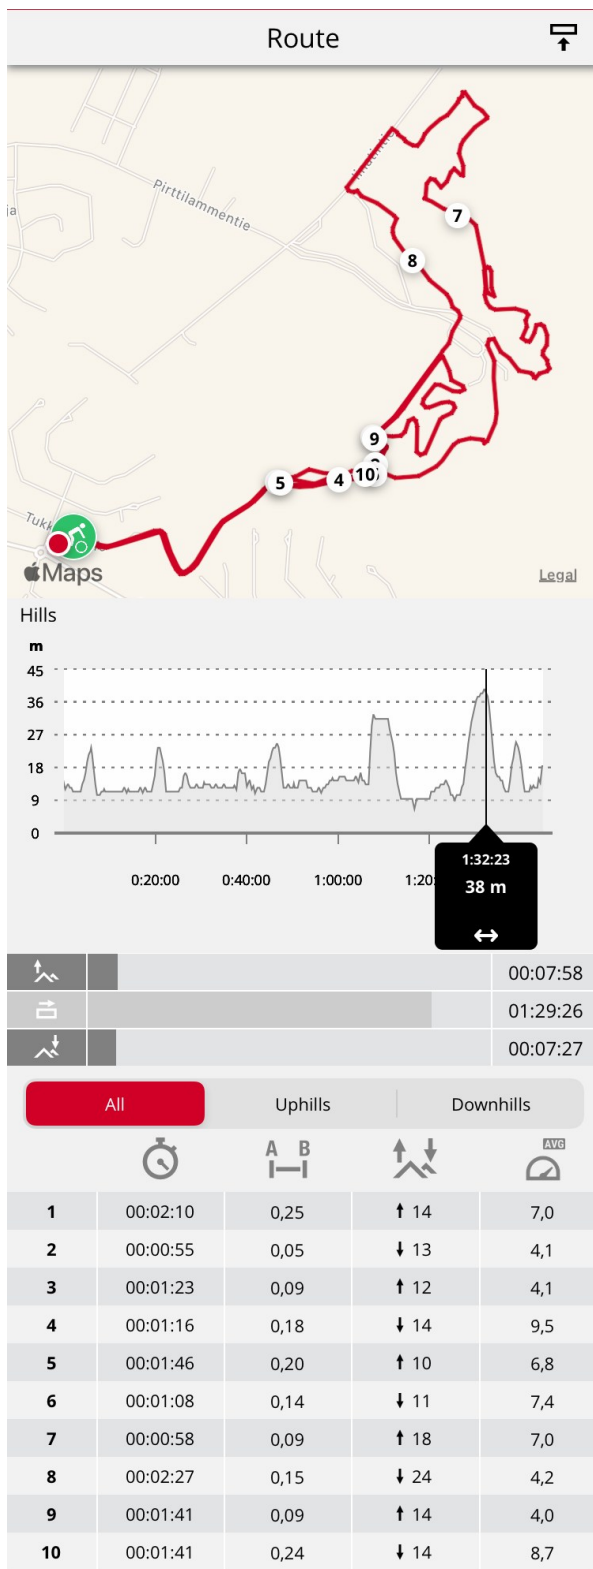 Route
Pirttilammentie
ja
7
8
9
10
4
5
Tukk
Maps
Legal
Hills
m
45
36
27
18
9
0
0:20:00 0:40:00 1:00:00 1:20:
1:32:23
38 m
00:07:58
01:29:26
00:07:27
All Uphills Downhills
A B AVG
1 00:02:10 0,25 ↑ 14 7,0
2 00:00:55 0,05 ↓ 13 4,1
3 00:01:23 0,09 ↑ 12 4,1
4 00:01:16 0,18 ↓ 14 9,5
5 00:01:46 0,20 ↑ 10 6,8
6 00:01:08 0,14 ↓ 11 7,4
7 00:00:58 0,09 ↑ 18 7,0
8 00:02:27 0,15 ↓ 24 4,2
9 00:01:41 0,09 ↑ 14 4,0
10 00:01:41 0,24 ↓ 14 8,7